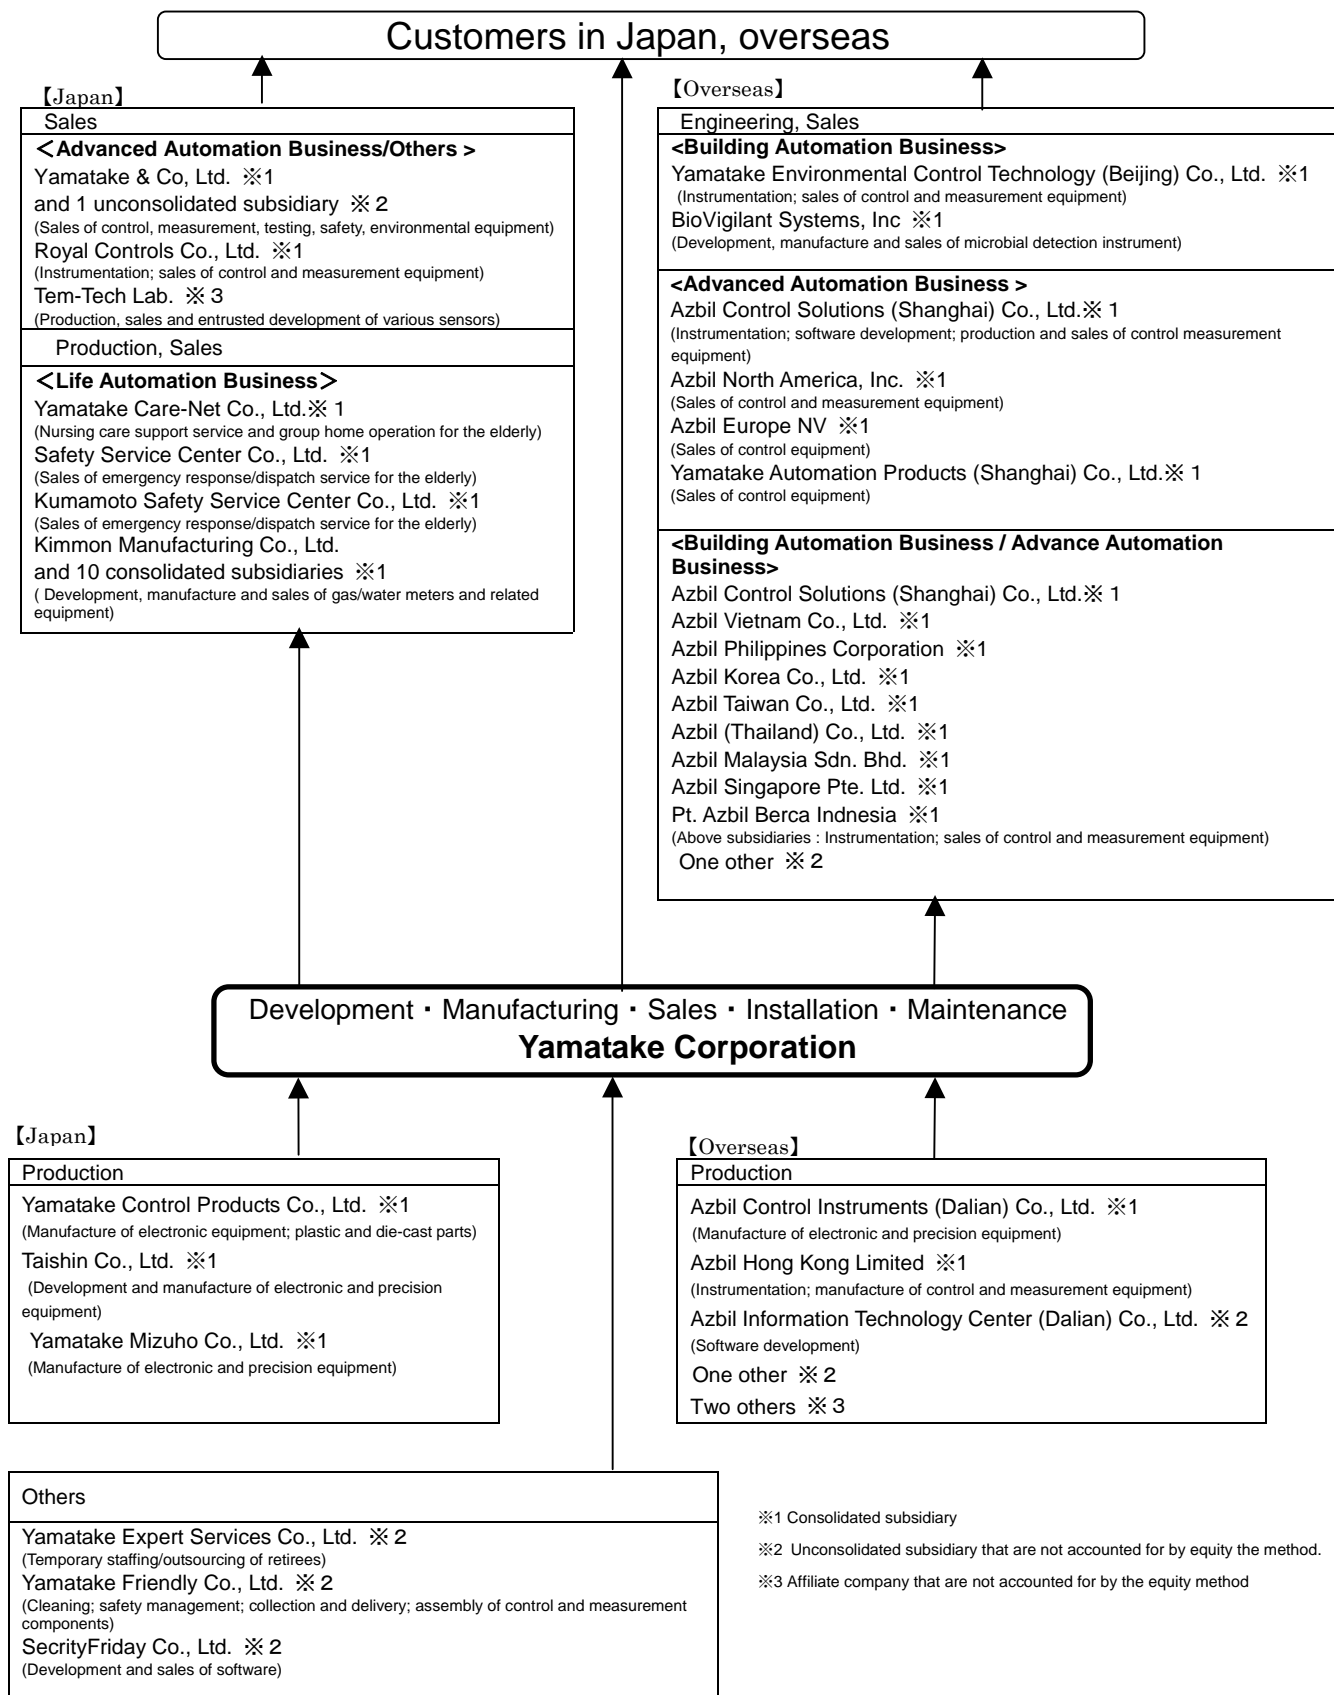 Customers in Japan, overseas
【Japan】
Sales
＜Advanced Automation Business/Others >
Yamatake & Co, Ltd. ※1
and 1 unconsolidated subsidiary ※２
(Sales of control, measurement, testing, safety, environmental equipment)
Royal Controls Co., Ltd. ※1
(Instrumentation; sales of control and measurement equipment)
Tem-Tech Lab. ※３
(Production, sales and entrusted development of various sensors)
Production, Sales
＜Life Automation Business＞
Yamatake Care-Net Co., Ltd.※ 1
(Nursing care support service and group home operation for the elderly)
Safety Service Center Co., Ltd. ※1
(Sales of emergency response/dispatch service for the elderly)
Kumamoto Safety Service Center Co., Ltd. ※1
(Sales of emergency response/dispatch service for the elderly)
Kimmon Manufacturing Co., Ltd.
and 10 consolidated subsidiaries ※1
( Development, manufacture and sales of gas/water meters and related
equipment)
【Overseas】
Engineering, Sales
<Building Automation Business>
Yamatake Environmental Control Technology (Beijing) Co., Ltd. ※1
(Instrumentation; sales of control and measurement equipment)
BioVigilant Systems, Inc ※1
(Development, manufacture and sales of microbial detection instrument)
<Advanced Automation Business >
Azbil Control Solutions (Shanghai) Co., Ltd.※ 1
(Instrumentation; software development; production and sales of control measurement
equipment)
Azbil North America, Inc. ※1
(Sales of control and measurement equipment)
Azbil Europe NV ※1
(Sales of control equipment)
Yamatake Automation Products (Shanghai) Co., Ltd.※ 1
(Sales of control equipment)
<Building Automation Business / Advance Automation
Business>
Azbil Control Solutions (Shanghai) Co., Ltd.※ 1
Azbil Vietnam Co., Ltd. ※1
Azbil Philippines Corporation ※1
Azbil Korea Co., Ltd. ※1
Azbil Taiwan Co., Ltd. ※1
Azbil (Thailand) Co., Ltd. ※1
Azbil Malaysia Sdn. Bhd. ※1
Azbil Singapore Pte. Ltd. ※1
Pt. Azbil Berca Indnesia ※1
(Above subsidiaries : Instrumentation; sales of control and measurement equipment)
One other ※２
Development・Manufacturing・Sales・Installation・Maintenance
Yamatake Corporation
【Japan】
Production
Yamatake Control Products Co., Ltd. ※1
(Manufacture of electronic equipment; plastic and die-cast parts)
Taishin Co., Ltd. ※1
(Development and manufacture of electronic and precision
equipment)
Yamatake Mizuho Co., Ltd. ※1
(Manufacture of electronic and precision equipment)
【Overseas】
Production
Azbil Control Instruments (Dalian) Co., Ltd. ※1
(Manufacture of electronic and precision equipment)
Azbil Hong Kong Limited ※1
(Instrumentation; manufacture of control and measurement equipment)
Azbil Information Technology Center (Dalian) Co., Ltd. ※２
(Software development)
One other ※２
Two others ※３
Others
Yamatake Expert Services Co., Ltd. ※２
(Temporary staffing/outsourcing of retirees)
Yamatake Friendly Co., Ltd. ※２
(Cleaning; safety management; collection and delivery; assembly of control and measurement
components)
SecrityFriday Co., Ltd. ※２
(Development and sales of software)
※1 Consolidated subsidiary
※2 Unconsolidated subsidiary that are not accounted for by equity the method.
※3 Affiliate company that are not accounted for by the equity method